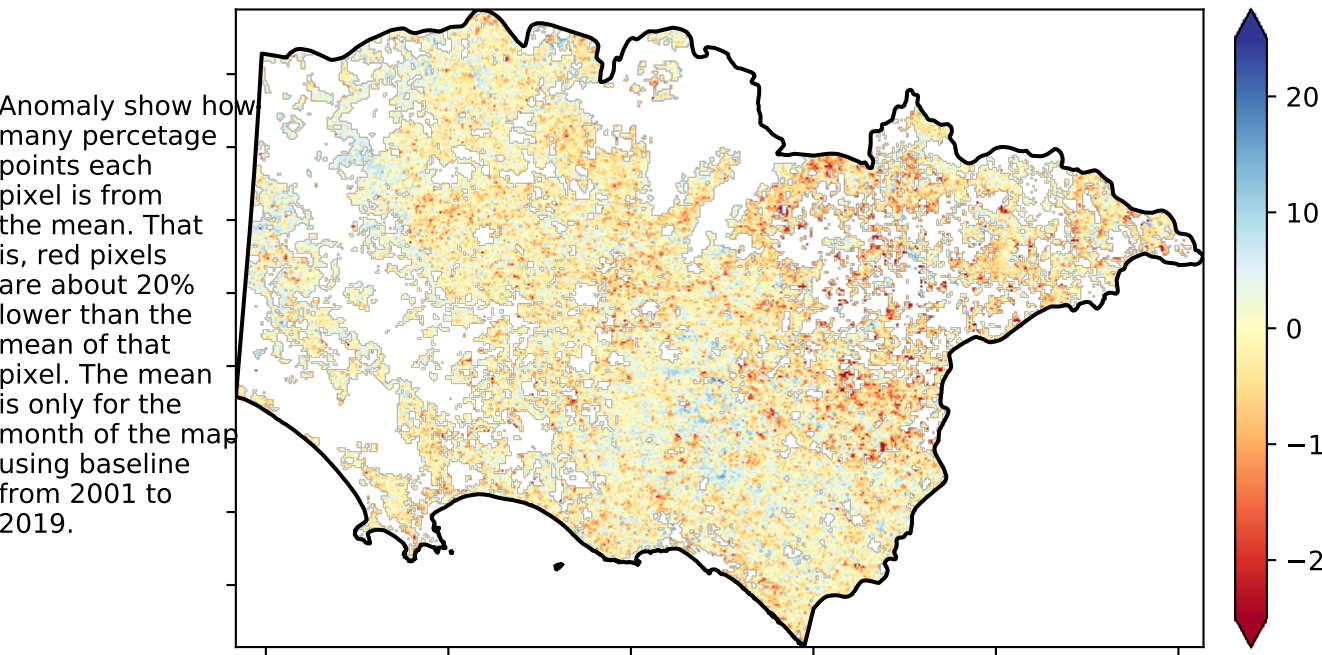 Anomaly show how
many percetage
points each
pixel is from
the mean. That
is, red pixels
are about 20%
lower than the
mean of that
pixel. The mean
is only for the
month of the map
using baseline
from 2001 to
2019.
20
10
0
−1
−2